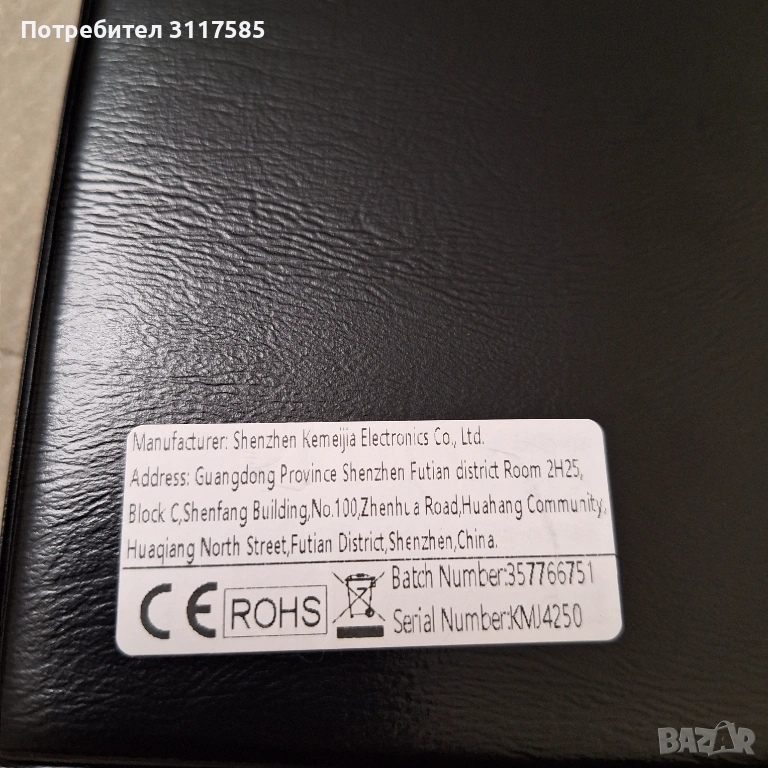 Потребител 3117585
Manufacturer: Shenzhen Kemeijia Electronics Co., Ltd.
Address: Guangdong Province Shenzhen Futian district Room 2H25,
Block C,Shenfang Building,No.100,Zhenhua Road,Huahang Community,
Huaqiang North Street,Futian District,Shenzhen,China.
CE ROHS Batch Number:357766751
Serial Number:KMJ4250
BAZAR